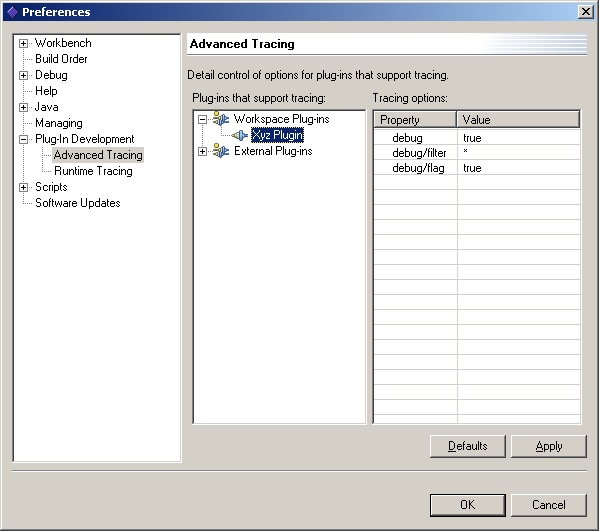 Preferences
Workbench
Build Order
Debug
Help
Java
Managing
Plug-In Development
Advanced Tracing
Runtime Tracing
Scripts
Software Updates
Advanced Tracing
Detail control of options for plug-ins that support tracing.
Plug-ins that support tracing:
Workspace Plug-ins
Xyz Plugin
External Plug-ins
Tracing options:
Property Value
debug true
debug/filter *
debug/flag true
Defaults Apply
OK Cancel